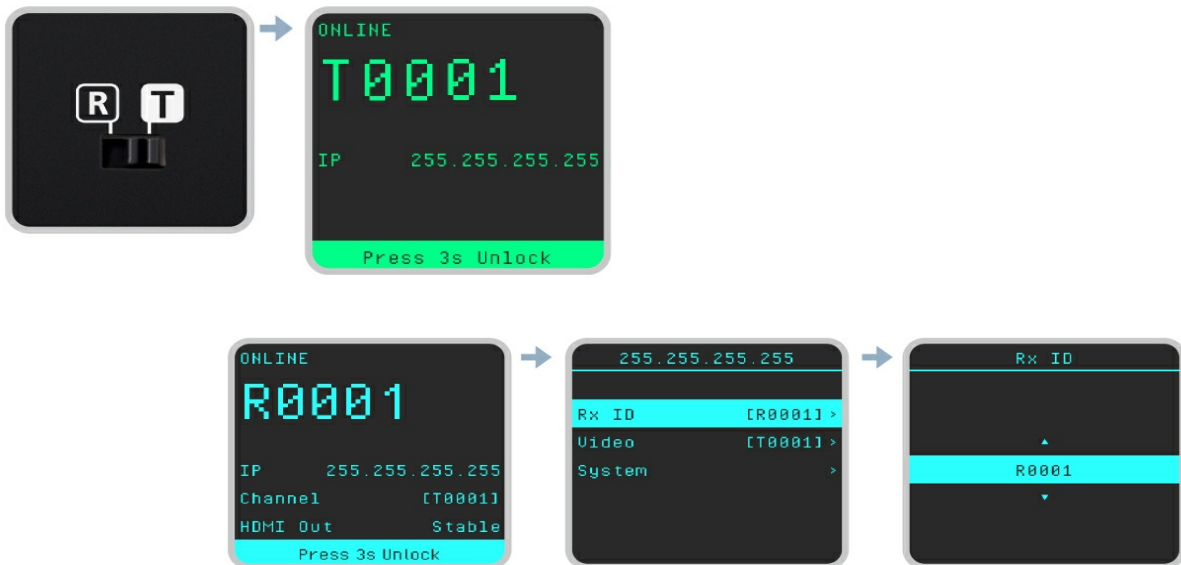 R T
ONLINE
T0001
IP 255.255.255.255
Press 3s Unlock
ONLINE
R0001
IP 255.255.255.255
Channel [T0001]
HDMI Out Stable
Press 3s Unlock
255.255.255.255
Rx ID [R0001] >
Video [T0001] >
System >
Rx ID
R0001